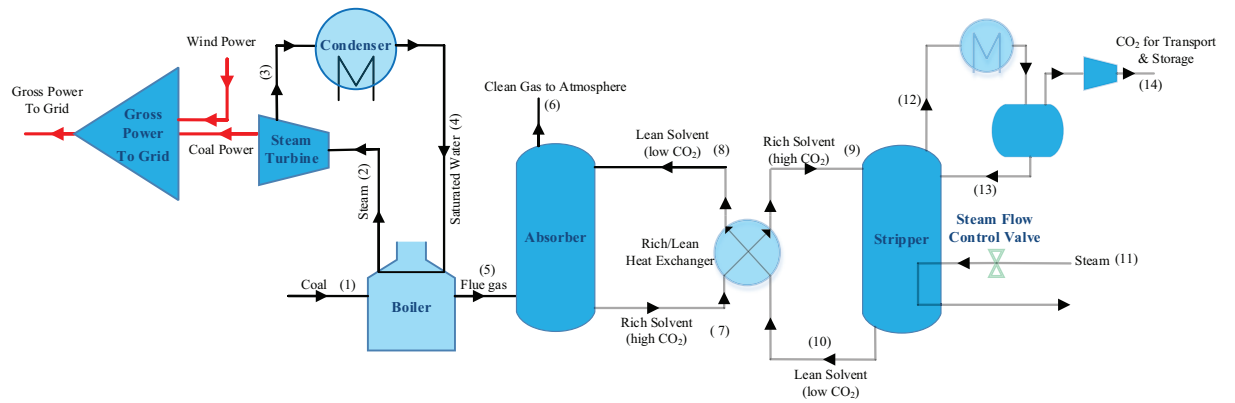 Wind Power
Gross Power
To Grid
Gross
Power
To Grid
Coal Power
(3)
Condenser
Steam
Turbine
Steam (2)
Saturated Water (4)
Coal (1)
Boiler
(5)
Flue gas
Clean Gas to Atmosphere
(6)
Absorber
Lean Solvent
(low CO₂)
(8)
Rich/Lean
Heat Exchanger
Rich Solvent
(high CO₂)
( 7)
Rich Solvent
(high CO₂)
(9)
(10)
Lean Solvent
(low CO₂)
Stripper
(12)
(13)
CO₂ for Transport
& Storage
(14)
Steam Flow
Control Valve
Steam (11)